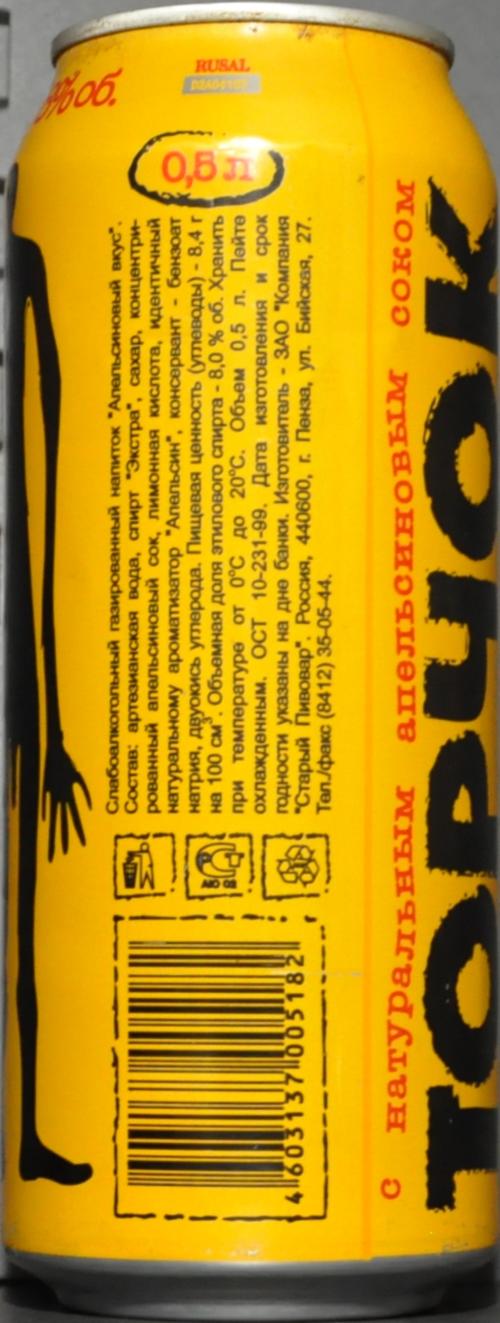 8%об.
RUSAL
0,5 л
Слабоалкогольный газированный напиток "Апельсиновый вкус".
Состав: артезианская вода, спирт "Экстра", сахар, концентри-
рованный апельсиновый сок, лимонная кислота, идентичный
натуральному ароматизатор "Апельсин", консервант - бензоат
натрия, двуокись углерода. Пищевая ценность (углеводы) - 8,4 г
на 100 см³. Объемная доля этилового спирта - 8,0 % об. Хранить
при температуре от 0°С до 20°С. Объем 0,5 л. Пейте
охлажденным. ОСТ 10-231-99. Дата изготовления и срок
годности указаны на дне банки. Изготовитель - ЗАО "Компания
"Старый Пивовар". Россия, 440600, г. Пенза, ул. Бийская, 27.
Тел./факс (8412) 35-05-44.
4 603137 005182
с натуральным апельсиновым соком
ТОРЧОК